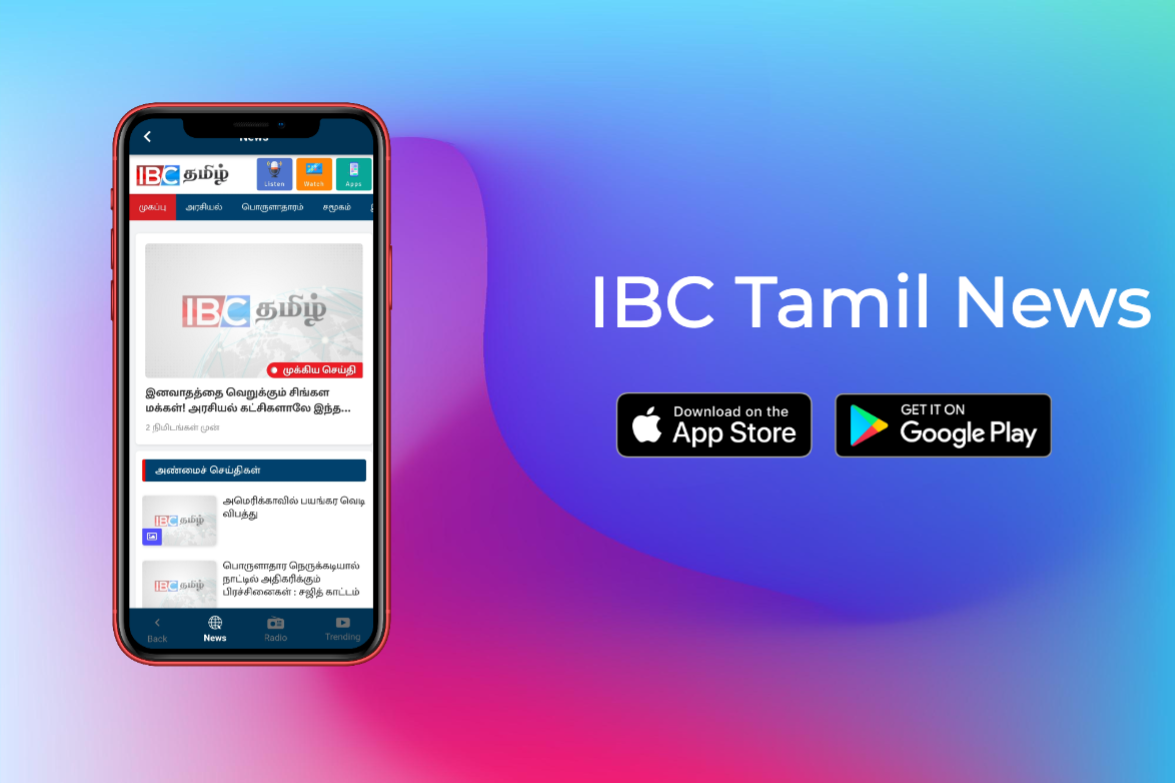 News
IBC தமிழ்
Listen
Watch
Apps
முகப்பு அரசியல் பொருளாதாரம் சமூகம்
IBC தமிழ்
முக்கிய செய்தி
இனவாதத்தை வெறுக்கும் சிங்கள
மக்கள்! அரசியல் கட்சிகளாலே இந்த...
2 நிமிடங்கள் முன்
அண்மைச் செய்திகள்
IBC தமிழ்
அமெரிக்காவில் பயங்கர வெடி
விபத்து
IBC தமிழ்
பொருளாதார நெருக்கடியால்
நாட்டில் அதிகரிக்கும்
பிரச்சினைகள் : சஜித் காட்டம்
Back
News
Radio
Trending
IBC Tamil News
Download on the
App Store
GET IT ON
Google Play